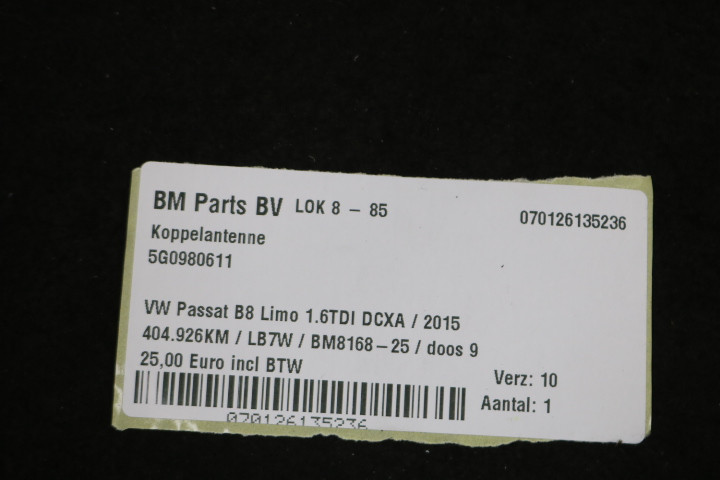 BM Parts BV LOK 8 - 85 070126135236
Koppelantenne
5G0980611
VW Passat B8 Limo 1.6TDI DCXA / 2015
404.926KM / LB7W / BM8168-25 / doos 9
25,00 Euro incl BTW
Verz: 10
Aantal: 1
070126135236